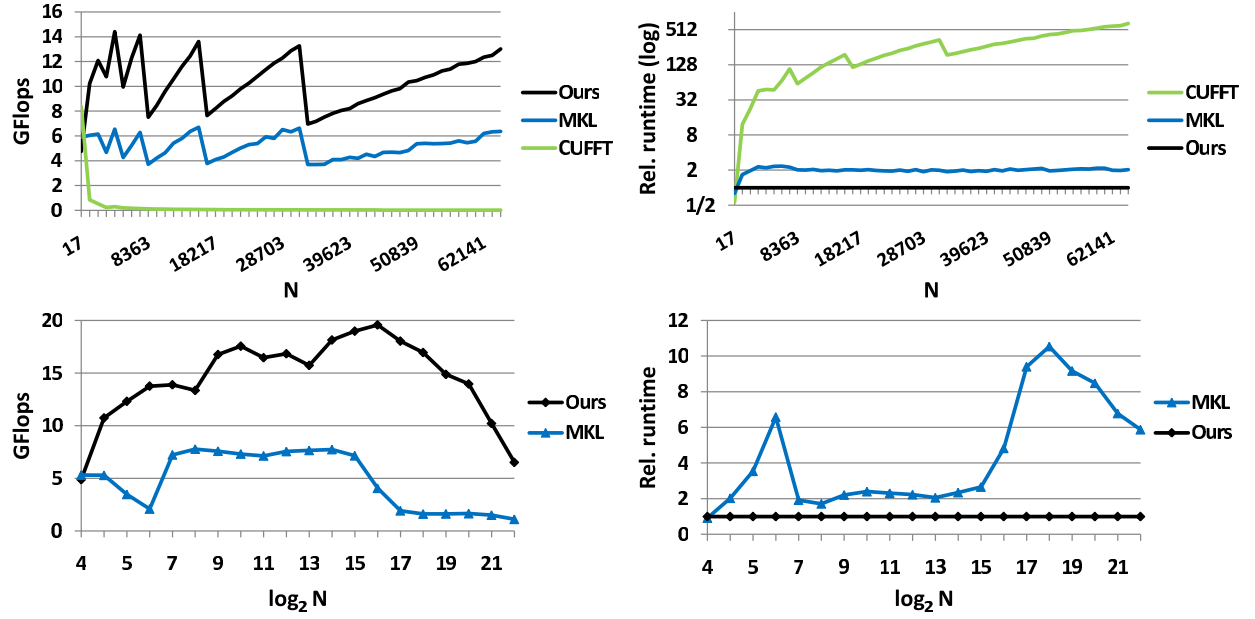 16
14
12
10
8
6
4
2
0
GFlops
17
8363
18217
28703
39623
50839
62141
N
Ours
MKL
CUFFT
512
128
32
8
2
1/2
Rel. runtime (log)
17
8363
18217
28703
39623
50839
62141
N
CUFFT
MKL
Ours
20
15
10
5
0
GFlops
4 5 7 9 11 13 15 17 19 21
log2 N
Ours
MKL
12
10
8
6
4
2
0
Rel. runtime
4 5 7 9 11 13 15 17 19 21
log2 N
MKL
Ours